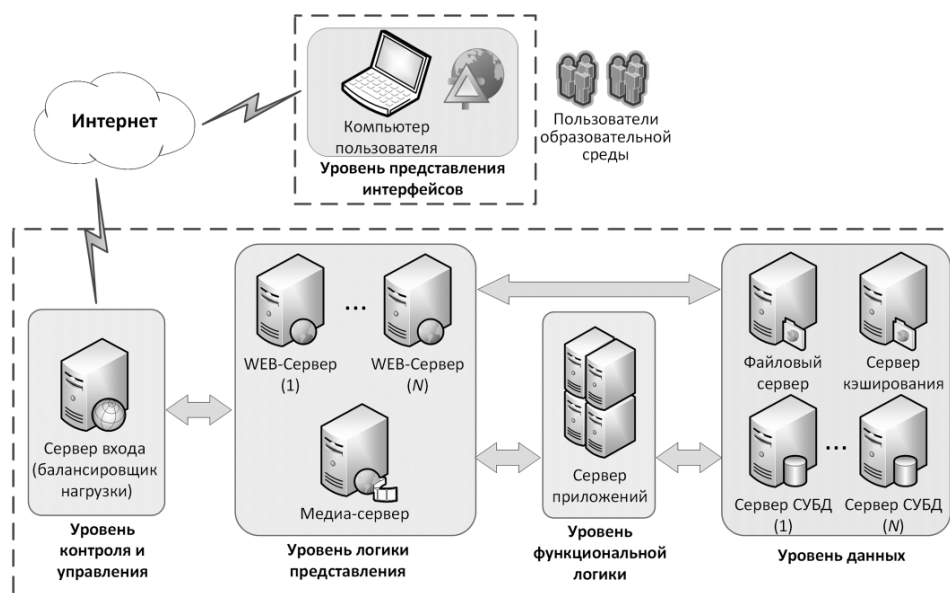 Интернет
Компьютер
пользователя
Уровень представления
интерфейсов
Пользователи
образовательной
среды
Сервер входа
(балансировщик
нагрузки)
Уровень
контроля и
управления
WEB-Сервер
(1)
...
WEB-Сервер
(N)
Медиа-сервер
Уровень логики
представления
Сервер
приложений
Уровень
функциональной
логики
Файловый
сервер
Сервер
кэширования
Сервер СУБД
(1)
...
Сервер СУБД
(N)
Уровень данных